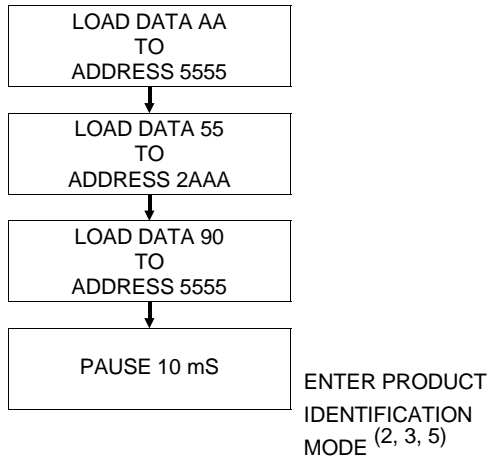 LOAD DATA AA
TO
ADDRESS 5555
LOAD DATA 55
TO
ADDRESS 2AAA
LOAD DATA 90
TO
ADDRESS 5555
PAUSE 10 mS
ENTER PRODUCT
IDENTIFICATION
MODE (2, 3, 5)